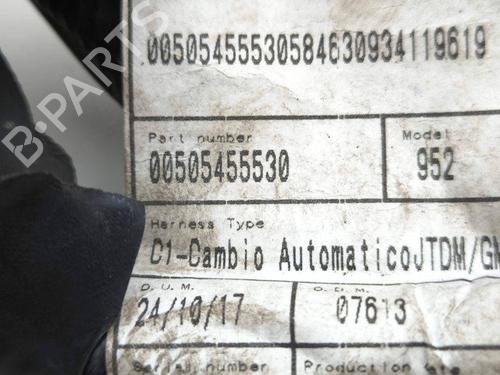 00505455530584630934119619
Part number
00505455530
Model
952
Harness Type
C1-Cambio AutomaticoJTDM/GM
D.U.M.
24/10/17
O.D.M.
07613
Serial number
Production
B-PARTS